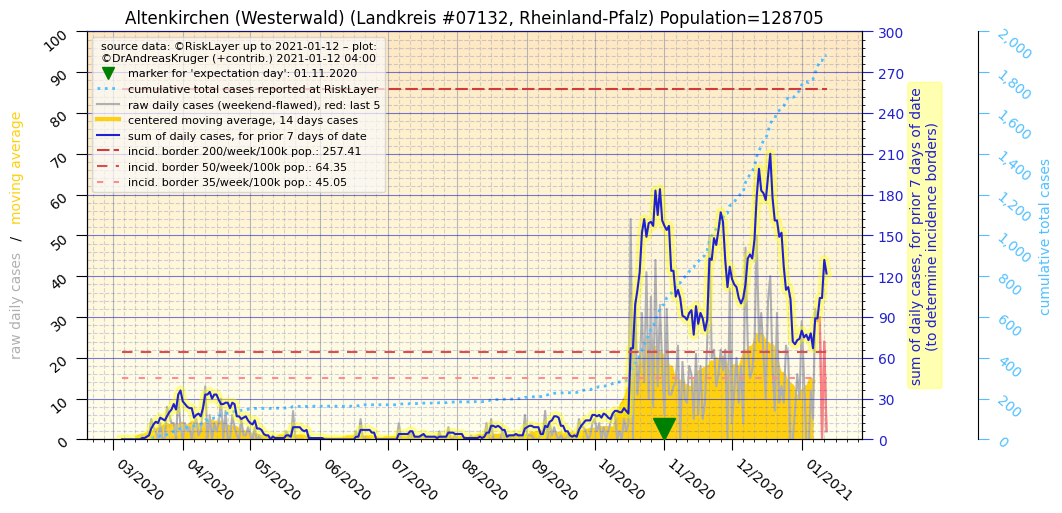 Altenkirchen (Westerwald) (Landkreis #07132, Rheinland-Pfalz) Population=128705
source data: ©RiskLayer up to 2021-01-12 – plot:
©DrAndreasKruger (+contrib.) 2021-01-12 04:00
marker for 'expectation day': 01.11.2020
cumulative total cases reported at RiskLayer
raw daily cases (weekend-flawed), red: last 5
centered moving average, 14 days cases
sum of daily cases, for prior 7 days of date
incid. border 200/week/100k pop.: 257.41
incid. border 50/week/100k pop.: 64.35
incid. border 35/week/100k pop.: 45.05
raw daily cases / moving average
100
90
80
70
60
50
40
30
20
10
0
03/2020
04/2020
05/2020
06/2020
07/2020
08/2020
09/2020
10/2020
11/2020
12/2020
01/2021
300
270
240
210
180
150
120
90
60
30
0
sum of daily cases, for prior 7 days of date
(to determine incidence borders)
2,000
1,800
1,600
1,400
1,200
1,000
800
600
400
200
0
cumulative total cases